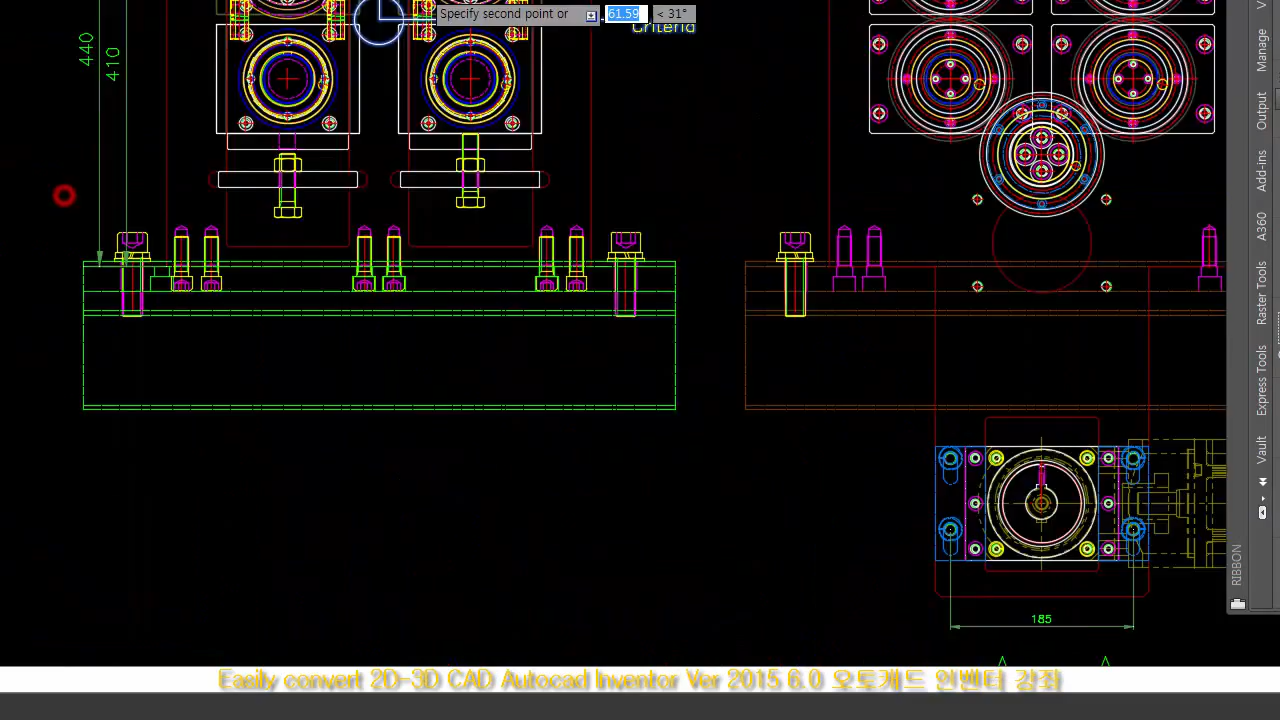 Specify second point or
61.59
< 31°
Criteria
440
410
185
Manage
Output
Add-ins
A360
Raster Tools
Express Tools
Vault
RIBBON
Easily convert 2D-3D CAD Autocad Inventor Ver 2015 6.0 오토캐드 인벤터 강좌